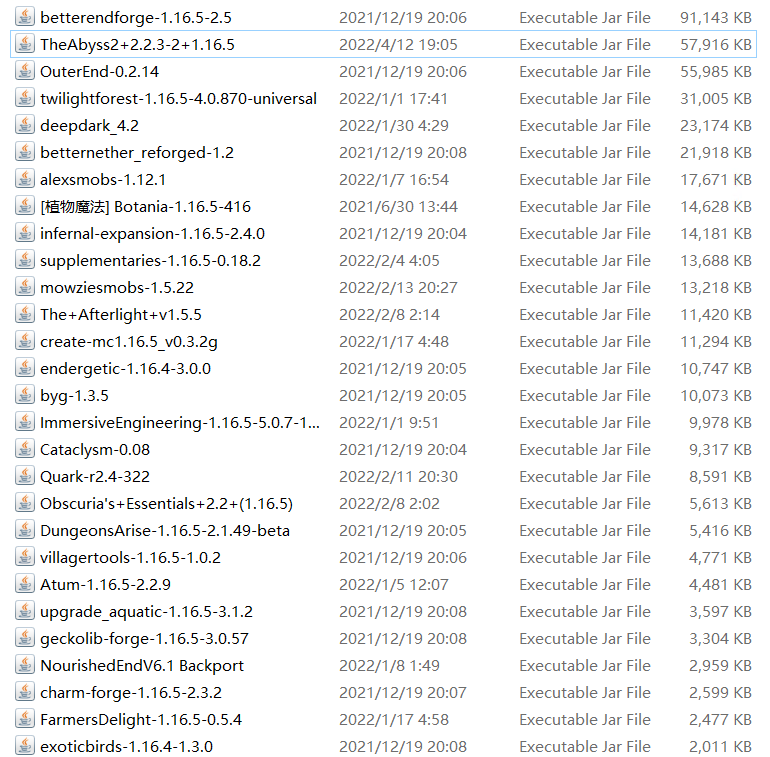 betterendforge-1.16.5-2.5 2021/12/19 20:06 Executable Jar File 91,143 KB
TheAbyss2+2.2.3-2+1.16.5 2022/4/12 19:05 Executable Jar File 57,916 KB
OuterEnd-0.2.14 2021/12/19 20:06 Executable Jar File 55,985 KB
twilightforest-1.16.5-4.0.870-universal 2022/1/1 17:41 Executable Jar File 31,005 KB
deepdark_4.2 2022/1/30 4:29 Executable Jar File 23,174 KB
betternether_reforged-1.2 2021/12/19 20:08 Executable Jar File 21,918 KB
alexsmobs-1.12.1 2022/1/7 16:54 Executable Jar File 17,671 KB
[植物魔法] Botania-1.16.5-416 2021/6/30 13:44 Executable Jar File 14,628 KB
infernal-expansion-1.16.5-2.4.0 2021/12/19 20:04 Executable Jar File 14,181 KB
supplementaries-1.16.5-0.18.2 2022/2/4 4:05 Executable Jar File 13,688 KB
mowziesmobs-1.5.22 2022/2/13 20:27 Executable Jar File 13,218 KB
The+Afterlight+v1.5.5 2022/2/8 2:14 Executable Jar File 11,420 KB
create-mc1.16.5_v0.3.2g 2022/1/17 4:48 Executable Jar File 11,294 KB
endergetic-1.16.4-3.0.0 2021/12/19 20:05 Executable Jar File 10,747 KB
byg-1.3.5 2021/12/19 20:05 Executable Jar File 10,073 KB
ImmersiveEngineering-1.16.5-5.0.7-1... 2022/1/1 9:51 Executable Jar File 9,978 KB
Cataclysm-0.08 2021/12/19 20:04 Executable Jar File 9,317 KB
Quark-r2.4-322 2022/2/11 20:30 Executable Jar File 8,591 KB
Obscuria's+Essentials+2.2+(1.16.5) 2022/2/8 2:02 Executable Jar File 5,613 KB
DungeonsArise-1.16.5-2.1.49-beta 2021/12/19 20:05 Executable Jar File 5,416 KB
villagertools-1.16.5-1.0.2 2021/12/19 20:06 Executable Jar File 4,771 KB
Atum-1.16.5-2.2.9 2022/1/5 12:07 Executable Jar File 4,481 KB
upgrade_aquatic-1.16.5-3.1.2 2021/12/19 20:08 Executable Jar File 3,597 KB
geckolib-forge-1.16.5-3.0.57 2021/12/19 20:08 Executable Jar File 3,304 KB
NourishedEndV6.1 Backport 2022/1/8 1:49 Executable Jar File 2,959 KB
charm-forge-1.16.5-2.3.2 2021/12/19 20:07 Executable Jar File 2,599 KB
FarmersDelight-1.16.5-0.5.4 2022/1/17 4:58 Executable Jar File 2,477 KB
exoticbirds-1.16.4-1.3.0 2021/12/19 20:08 Executable Jar File 2,011 KB